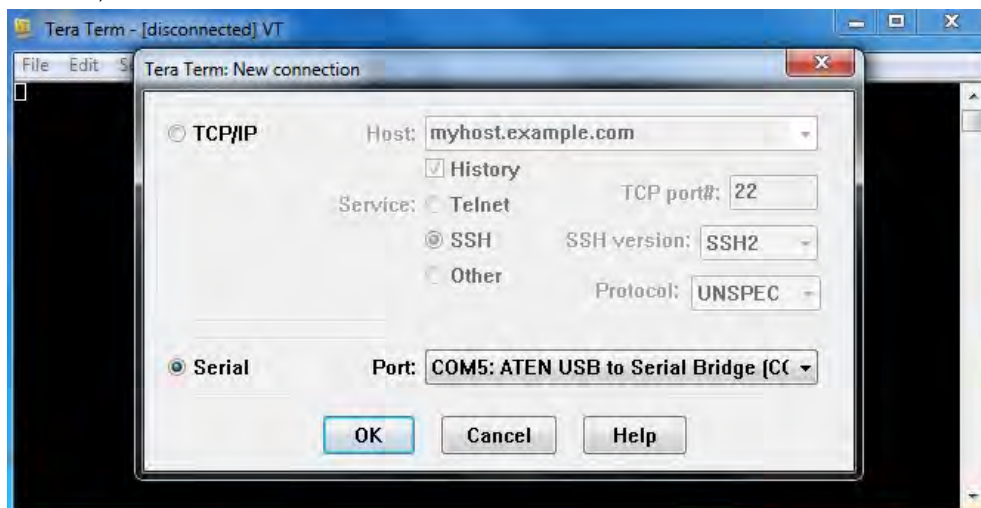 Tera Term - [disconnected] VT
File Edit
Tera Term: New connection
TCP/IP Host: myhost.example.com
History
Service: Telnet TCP port#: 22
SSH SSH version: SSH2
Other Protocol: UNSPEC
Serial Port: COM5: ATEN USB to Serial Bridge (C
OK Cancel Help